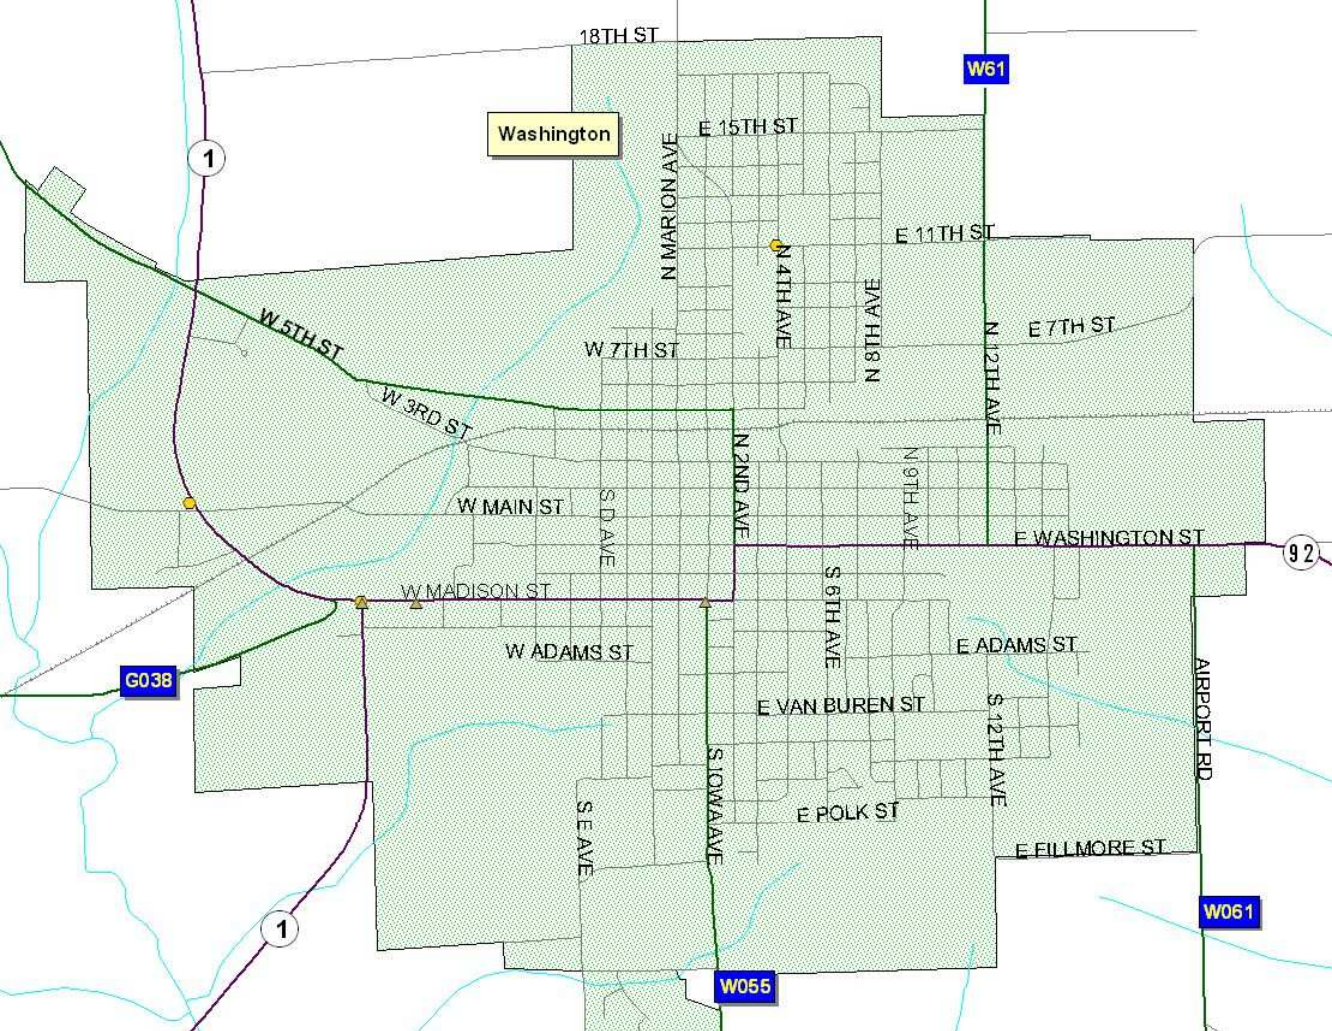 18TH ST
W61
Washington
E 15TH ST
1
N MARION AVE
E 11TH ST
N 4TH AVE
N 8TH AVE
W 5TH ST
E 7TH ST
W 7TH ST
N 12TH AVE
W 3RD ST
N 2ND AVE
N 9TH AVE
W MAIN ST
S D AVE
E WASHINGTON ST
92
W MADISON ST
S 6TH AVE
W ADAMS ST
E ADAMS ST
G038
AIRPORT RD
E VAN BUREN ST
S 12TH AVE
S IOWA AVE
E POLK ST
S E AVE
E FILLMORE ST
W061
1
W055